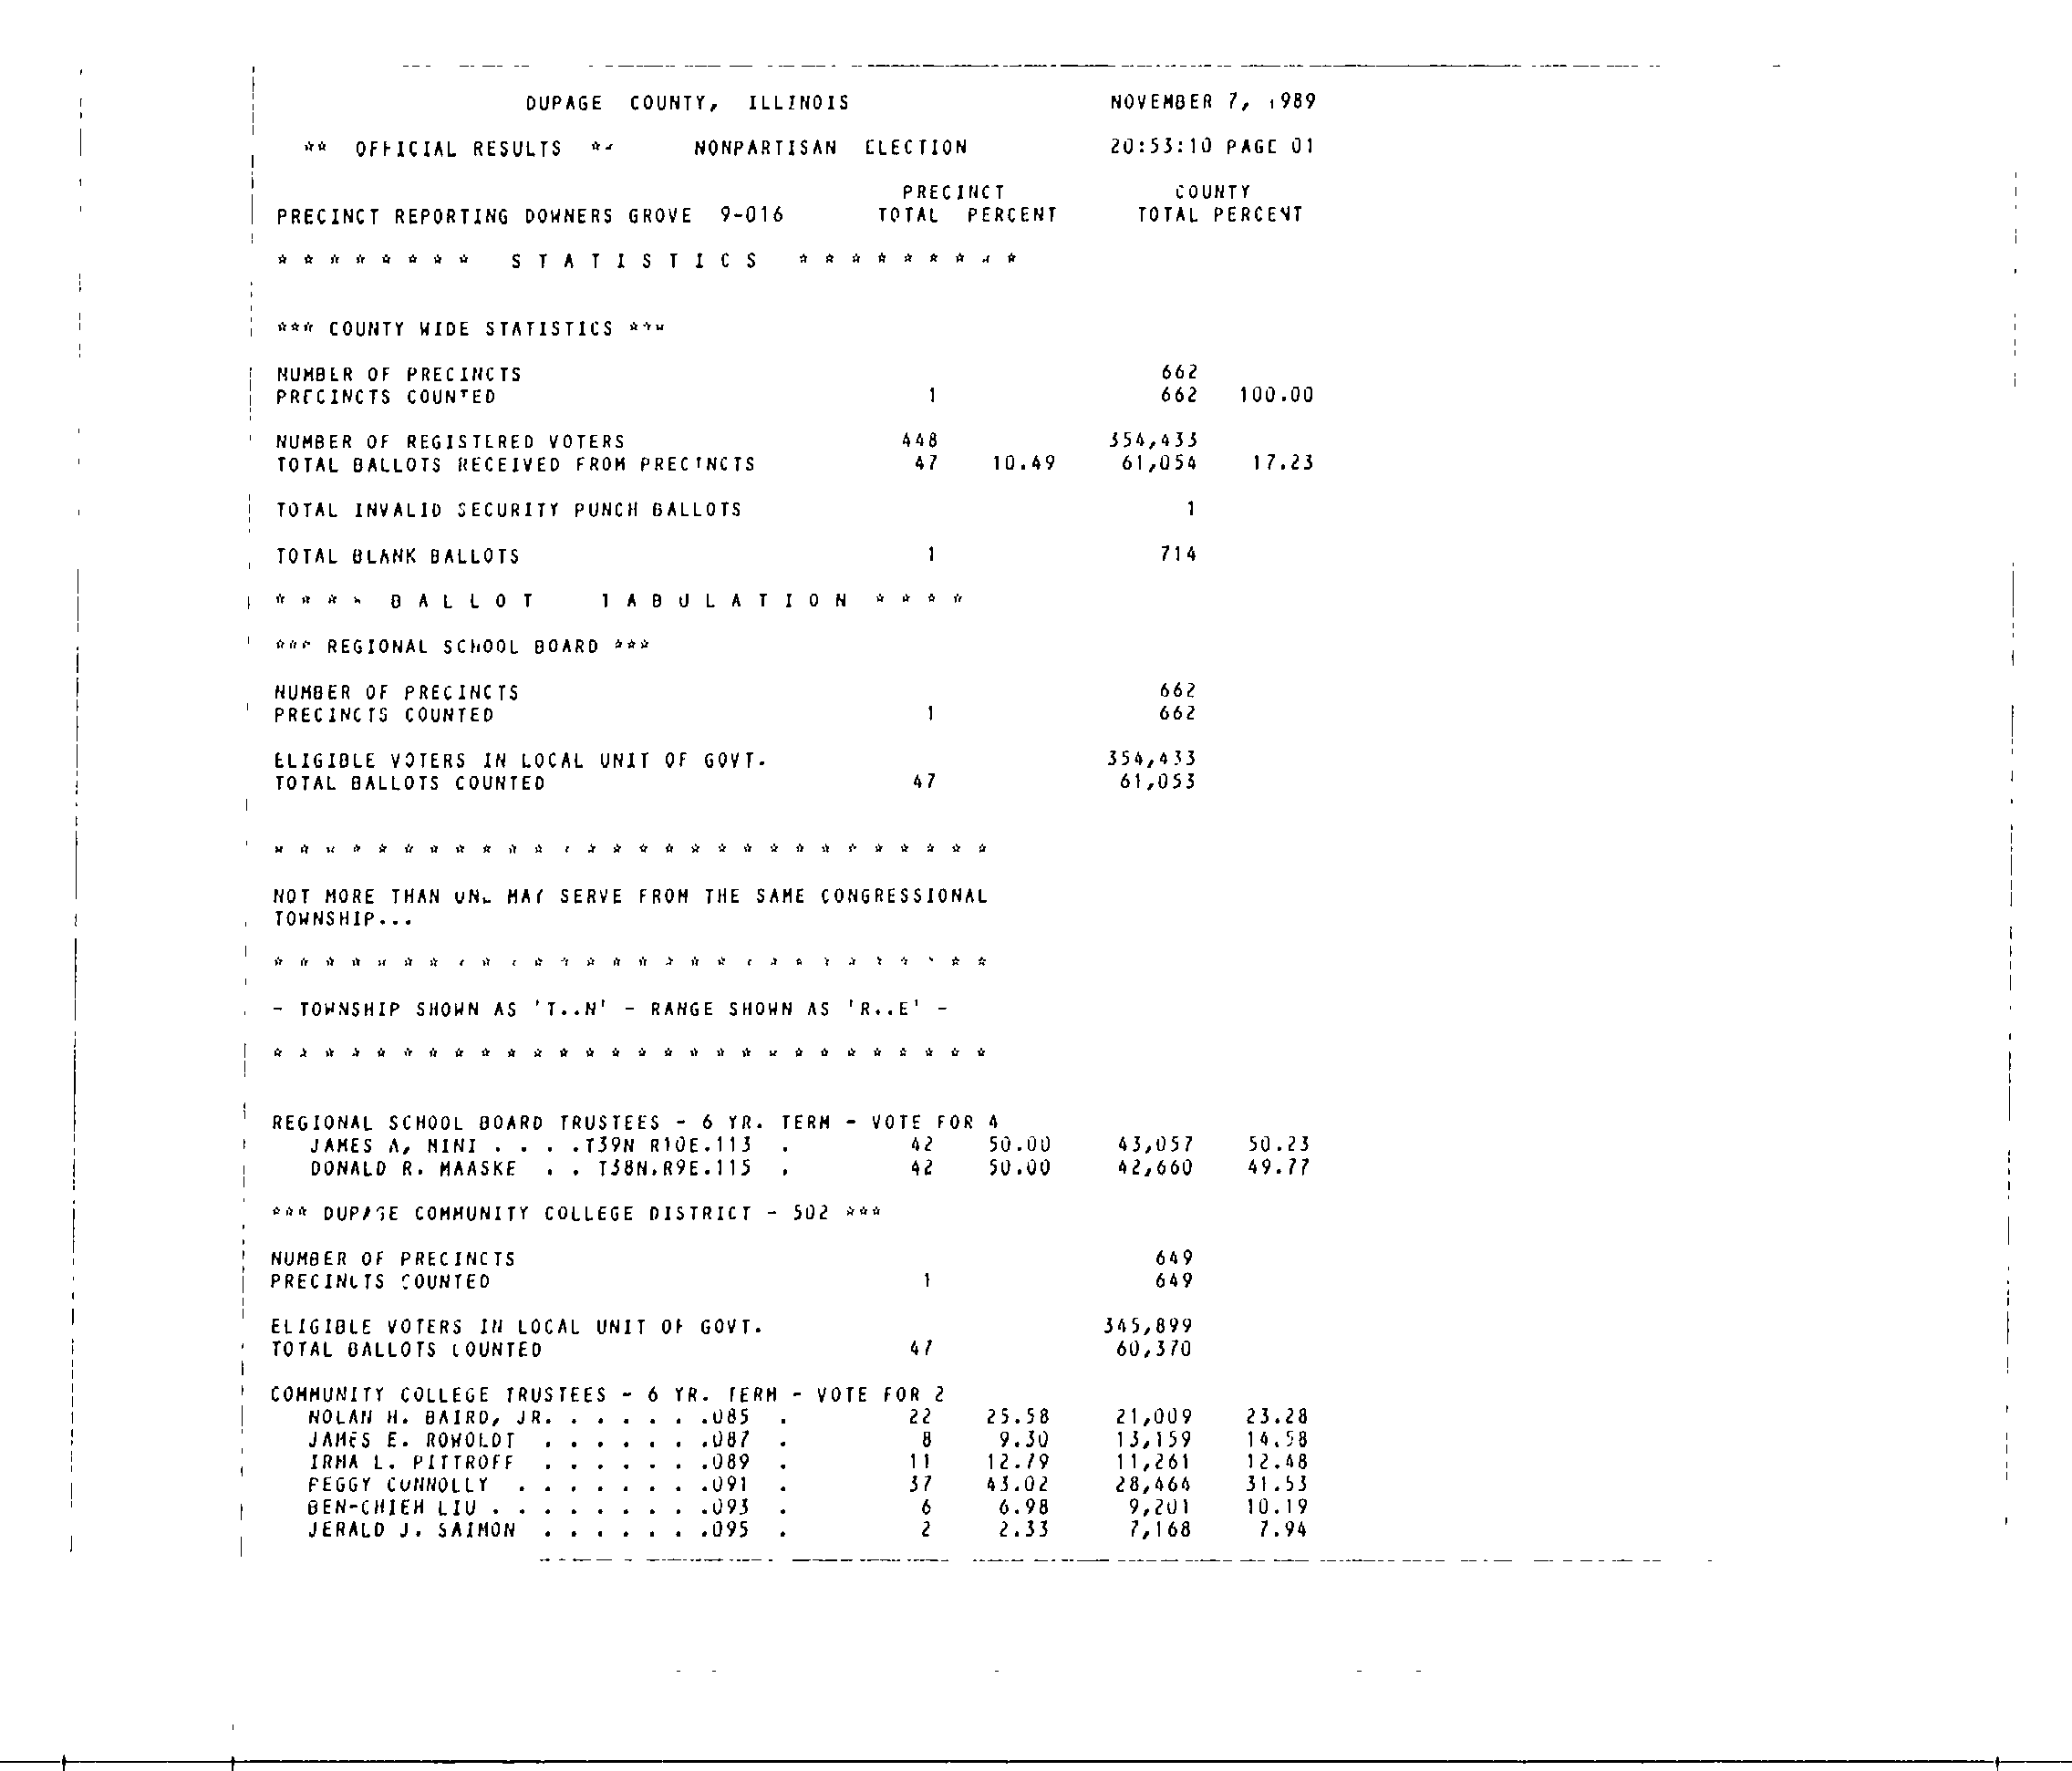 DUPAGE COUNTY, ILLINOIS NOVEMBER 7, 1989
** OFFICIAL RESULTS ** NONPARTISAN ELECTION 20:53:10 PAGE 01
PRECINCT COUNTY
PRECINCT REPORTING DOWNERS GROVE 9-016 TOTAL PERCENT TOTAL PERCENT
* * * * * * * * S T A T I S T I C S * * * * * * * * *
*** COUNTY WIDE STATISTICS ***
NUMBER OF PRECINCTS 662
PRECINCTS COUNTED 1 662 100.00
NUMBER OF REGISTERED VOTERS 448 354,433
TOTAL BALLOTS RECEIVED FROM PRECINCTS 47 10.49 61,054 17.23
TOTAL INVALID SECURITY PUNCH BALLOTS 1
TOTAL BLANK BALLOTS 1 714
* * * * B A L L O T T A B U L A T I O N * * * *
*** REGIONAL SCHOOL BOARD ***
NUMBER OF PRECINCTS 662
PRECINCTS COUNTED 1 662
ELIGIBLE VOTERS IN LOCAL UNIT OF GOVT. 354,433
TOTAL BALLOTS COUNTED 47 61,053
* * * * * * * * * * * * * * * * * * * * * * * * * * * *
NOT MORE THAN ONE MAY SERVE FROM THE SAME CONGRESSIONAL
TOWNSHIP...
* * * * * * * * * * * * * * * * * * * * * * * * * * * *
- TOWNSHIP SHOWN AS 'T..N' - RANGE SHOWN AS 'R..E' -
* * * * * * * * * * * * * * * * * * * * * * * * * * * *
REGIONAL SCHOOL BOARD TRUSTEES - 6 YR. TERM - VOTE FOR 4
JAMES A, NINI . . . .T39N R10E.113 . 42 50.00 43,057 50.23
DONALD R. MAASKE . . T38N.R9E.115 . 42 50.00 42,660 49.77
*** DUPAGE COMMUNITY COLLEGE DISTRICT - 502 ***
NUMBER OF PRECINCTS 649
PRECINCTS COUNTED 1 649
ELIGIBLE VOTERS IN LOCAL UNIT OF GOVT. 345,899
TOTAL BALLOTS COUNTED 47 60,370
COMMUNITY COLLEGE TRUSTEES - 6 YR. TERM - VOTE FOR 2
NOLAN H. BAIRD, JR. . . . . . .085 . 22 25.58 21,009 23.28
JAMES E. ROWOLDT . . . . . . .087 . 8 9.30 13,159 14.58
IRMA L. PITTROFF . . . . . . .089 . 11 12.79 11,261 12.48
PEGGY CONNOLLY . . . . . . . .091 . 37 43.02 28,464 31.53
BEN-CHIEH LIU . . . . . . . . .093 . 6 6.98 9,201 10.19
JERALD J. SAIMON . . . . . . .095 . 2 2.33 7,168 7.94